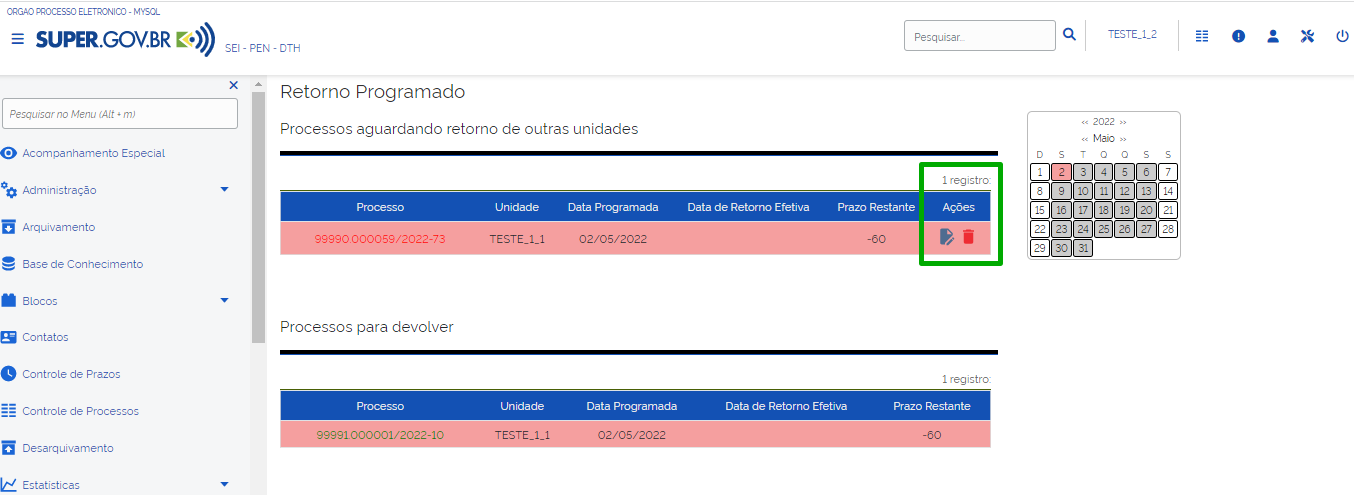 ORGAO PROCESSO ELETRONICO - MYSQL
SUPER.GOV.BR SEI - PEN - DTH
Pesquisar...
TESTE_1_2
Pesquisar no Menu (Alt + m)
Acompanhamento Especial
Administração
Arquivamento
Base de Conhecimento
Blocos
Contatos
Controle de Prazos
Controle de Processos
Desarquivamento
Estatísticas
Retorno Programado
Processos aguardando retorno de outras unidades
1 registro:
Processo Unidade Data Programada Data de Retorno Efetiva Prazo Restante Ações
99990.000059/2022-73 TESTE_1_1 02/05/2022 -60
Processos para devolver
1 registro:
Processo Unidade Data Programada Data de Retorno Efetiva Prazo Restante
99991.000001/2022-10 TESTE_1_1 02/05/2022 -60
‹‹ 2022 ››
‹‹ Maio ››
D S T Q Q S S
1 2 3 4 5 6 7
8 9 10 11 12 13 14
15 16 17 18 19 20 21
22 23 24 25 26 27 28
29 30 31